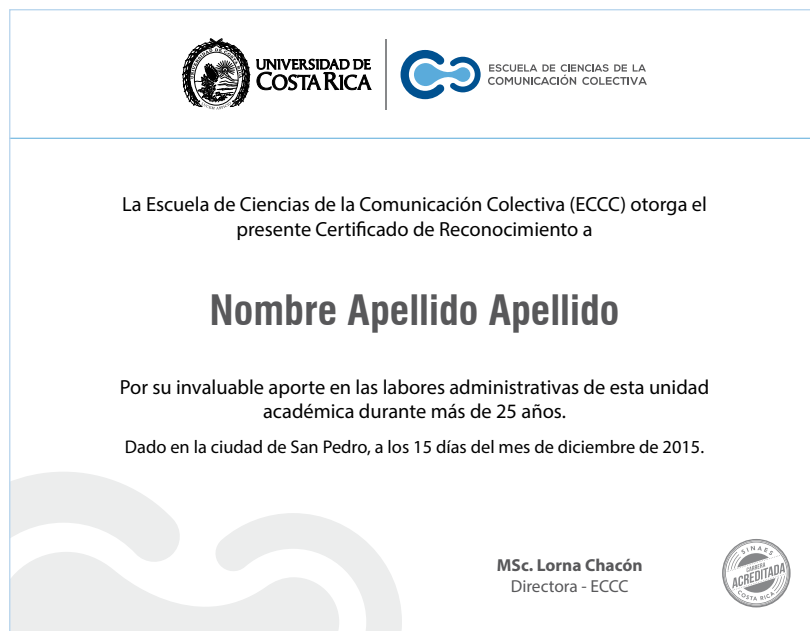 UNIVERSIDAD DE
COSTA RICA
ESCUELA DE CIENCIAS DE LA
COMUNICACIÓN COLECTIVA
La Escuela de Ciencias de la Comunicación Colectiva (ECCC) otorga el
presente Certificado de Reconocimiento a
Nombre Apellido Apellido
Por su invaluable aporte en las labores administrativas de esta unidad
académica durante más de 25 años.
Dado en la ciudad de San Pedro, a los 15 días del mes de diciembre de 2015.
MSc. Lorna Chacón
Directora - ECCC
SINAES
CARRERA
ACREDITADA
COSTA RICA